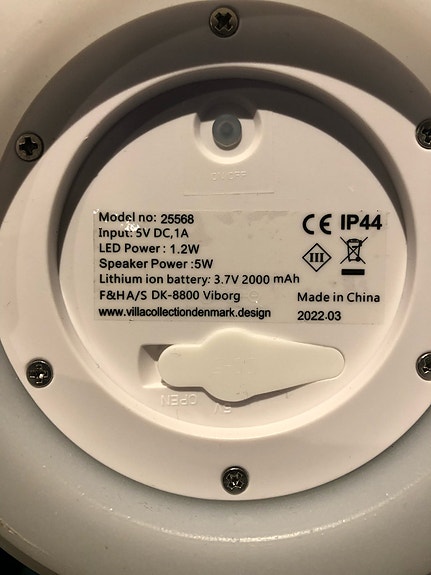 ON/OFF
Model no: 25568
Input: 5V DC,1A
LED Power : 1.2W
Speaker Power :5W
Lithium ion battery: 3.7V 2000 mAh
F&HA/S DK-8800 Viborg
www.villacollectiondenmark.design
CE IP44
III
Made in China
2022.03
OPEN 5V